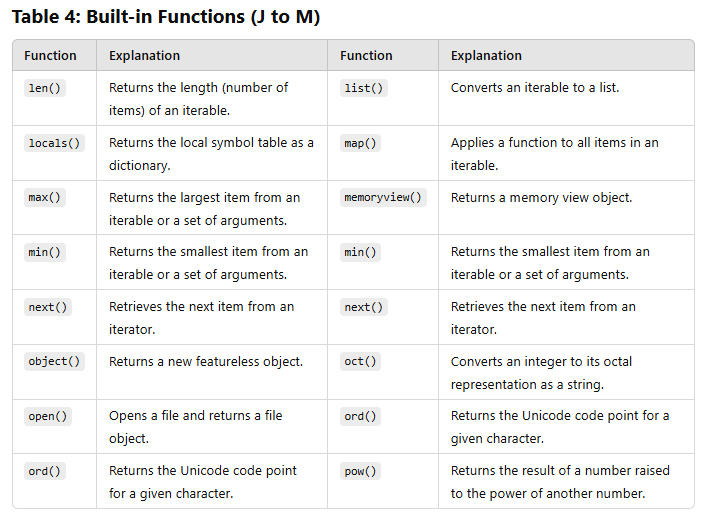 Table 4: Built-in Functions (J to M)
Function Explanation Function Explanation
len() Returns the length (number of items) of an iterable. list() Converts an iterable to a list.
locals() Returns the local symbol table as a dictionary. map() Applies a function to all items in an iterable.
max() Returns the largest item from an iterable or a set of arguments. memoryview() Returns a memory view object.
min() Returns the smallest item from an iterable or a set of arguments. min() Returns the smallest item from an iterable or a set of arguments.
next() Retrieves the next item from an iterator. next() Retrieves the next item from an iterator.
object() Returns a new featureless object. oct() Converts an integer to its octal representation as a string.
open() Opens a file and returns a file object. ord() Returns the Unicode code point for a given character.
ord() Returns the Unicode code point for a given character. pow() Returns the result of a number raised to the power of another number.